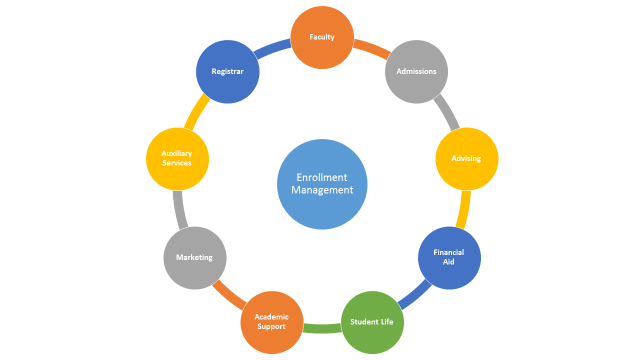 Faculty
Admissions
Advising
Financial
Aid
Student Life
Academic
Support
Marketing
Auxiliary
Services
Registrar
Enrollment
Management